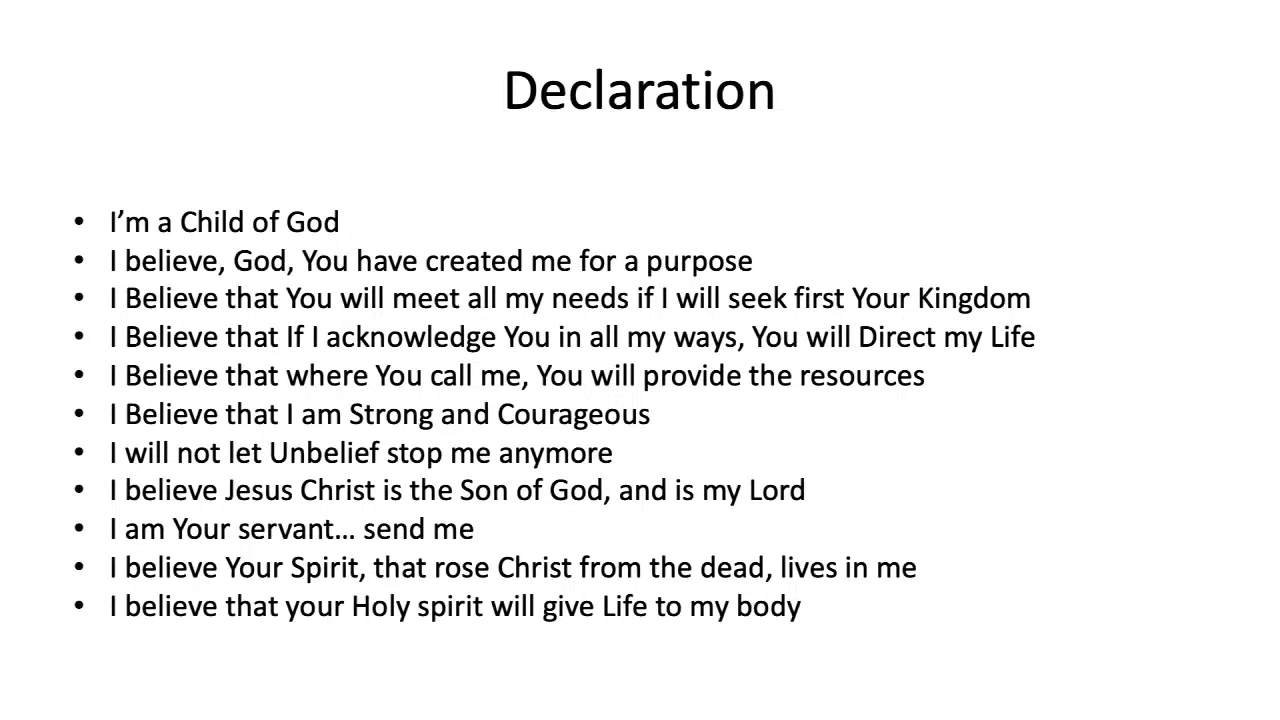 Declaration
• I’m a Child of God
• I believe, God, You have created me for a purpose
• I Believe that You will meet all my needs if I will seek first Your Kingdom
• I Believe that If I acknowledge You in all my ways, You will Direct my Life
• I Believe that where You call me, You will provide the resources
• I Believe that I am Strong and Courageous
• I will not let Unbelief stop me anymore
• I believe Jesus Christ is the Son of God, and is my Lord
• I am Your servant… send me
• I believe Your Spirit, that rose Christ from the dead, lives in me
• I believe that your Holy spirit will give Life to my body